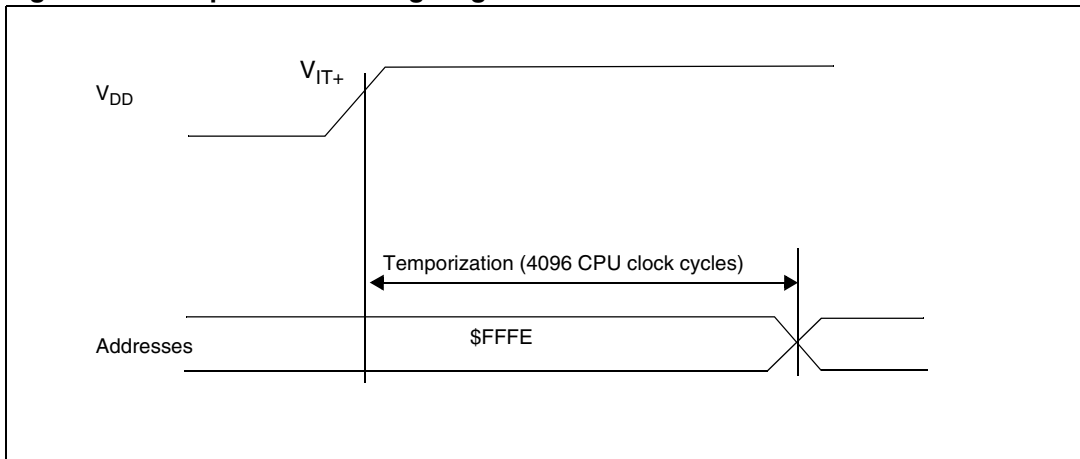 V_IT+
V_DD
Temporization (4096 CPU clock cycles)
$FFFE
Addresses